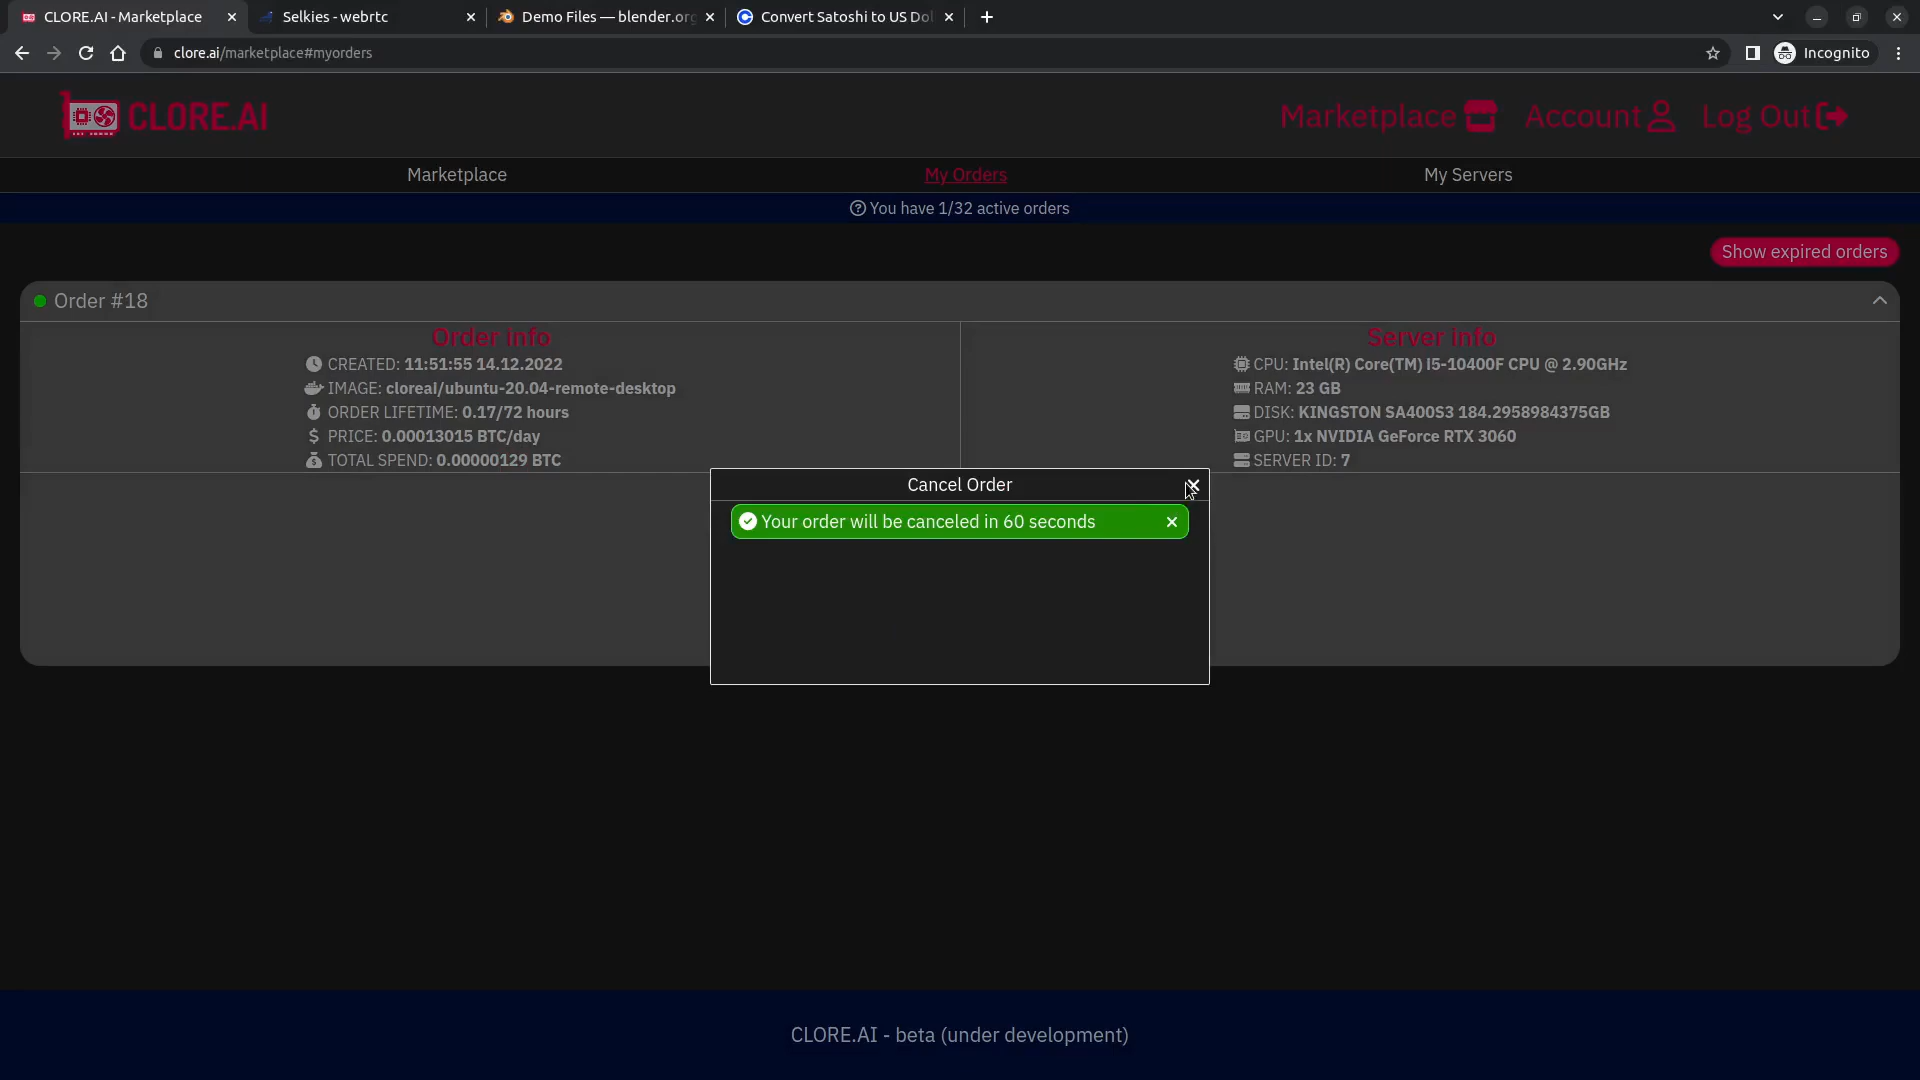 CLORE.AI - Marketplace
Selkies - webrtc
Demo Files — blender.org
Convert Satoshi to US Dol
clore.ai/marketplace#myorders
Incognito
CLORE.AI
Marketplace
Account
Log Out
Marketplace
My Orders
My Servers
You have 1/32 active orders
Show expired orders
Order #18
Order info
CREATED: 11:51:55 14.12.2022
IMAGE: cloreai/ubuntu-20.04-remote-desktop
ORDER LIFETIME: 0.17/72 hours
PRICE: 0.00013015 BTC/day
TOTAL SPEND: 0.00000129 BTC
Server info
CPU: Intel(R) Core(TM) i5-10400F CPU @ 2.90GHz
RAM: 23 GB
DISK: KINGSTON SA400S3 184.2958984375GB
GPU: 1x NVIDIA GeForce RTX 3060
SERVER ID: 7
Cancel Order
Your order will be canceled in 60 seconds
CLORE.AI - beta (under development)